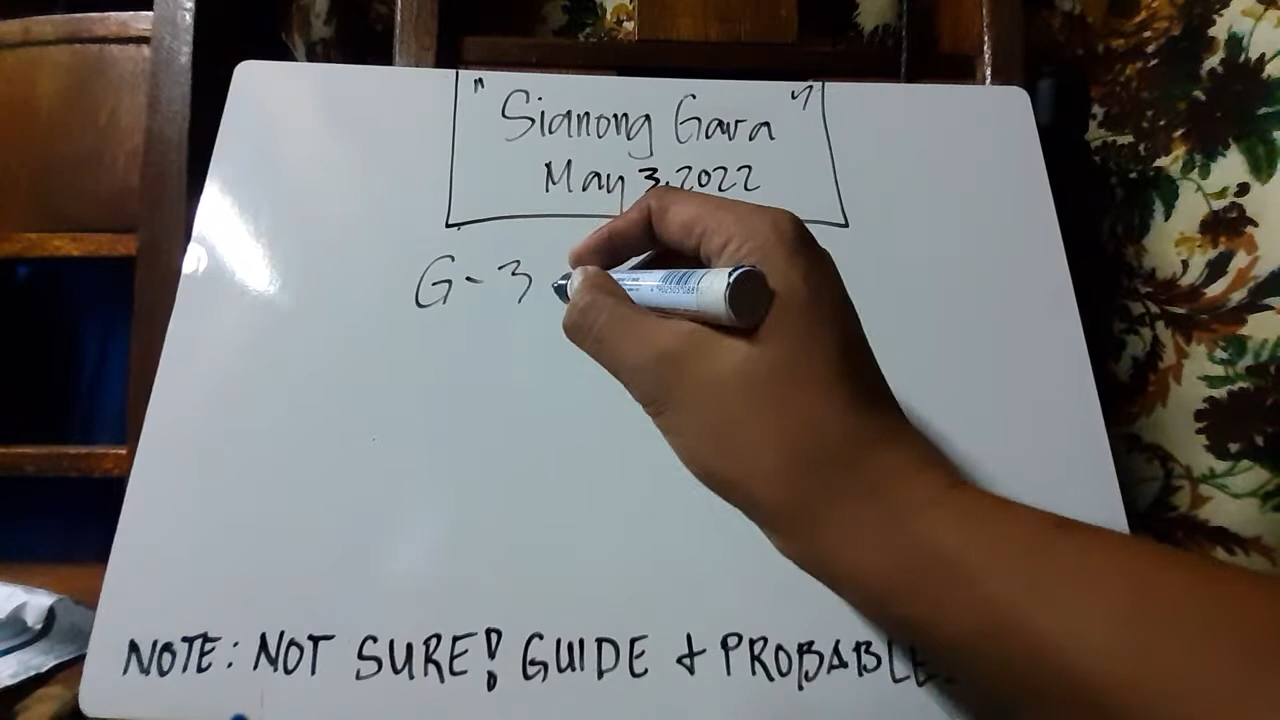 "Sianong Gara"
May 3, 2022
G-3
NOTE: NOT SURE! GUIDE & PROBABLE